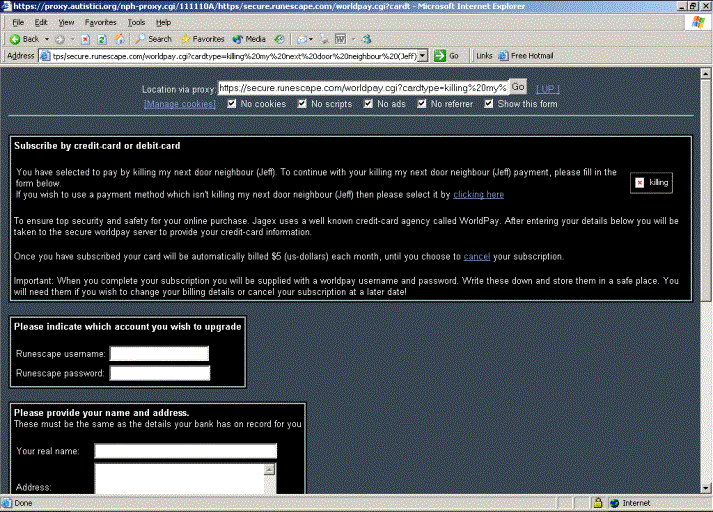 https://proxy.autistici.org/nph-proxy.cgi/111110A/https/secure.runescape.com/worldpay.cgi?cardt - Microsoft Internet Explorer
File Edit View Favorites Tools Help
Back Search Favorites Media
Address tps/secure.runescape.com/worldpay.cgi?cardtype=killing%20my%20next%20door%20neighbour%20(Jeff) Go Links Free Hotmail
Location via proxy: https://secure.runescape.com/worldpay.cgi?cardtype=killing%20my% Go [ UP ]
[Manage cookies] No cookies No scripts No ads No referrer Show this form
Subscribe by credit-card or debit-card
You have selected to pay by killing my next door neighbour (Jeff). To continue with your killing my next door neighbour (Jeff) payment, please fill in the
form below.
If you wish to use a payment method which isn't killing my next door neighbour (Jeff) then please select it by clicking here
killing
To ensure top security and safety for your online purchase. Jagex uses a well known credit-card agency called WorldPay. After entering your details below you will be
taken to the secure worldpay server to provide your credit-card information.
Once you have subscribed your card will be automatically billed $5 (us-dollars) each month, until you choose to cancel your subscription.
Important: When you complete your subscription you will be supplied with a worldpay username and password. Write these down and store them in a safe place. You
will need them if you wish to change your billing details or cancel your subscription at a later date!
Please indicate which account you wish to upgrade
Runescape username:
Runescape password:
Please provide your name and address.
These must be the same as the details your bank has on record for you
Your real name:
Address:
Done Internet